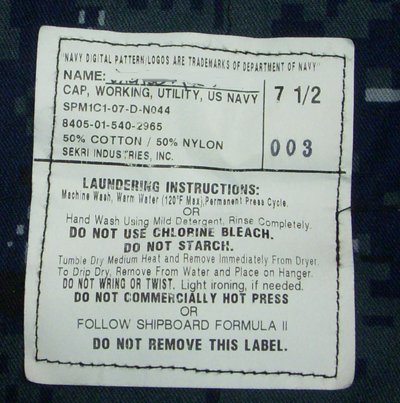 "NAVY DIGITAL PATTERN/LOGOS ARE TRADEMARKS OF DEPARTMENT OF NAVY"
NAME:
CAP, WORKING, UTILITY, US NAVY
SPM1C1-07-D-N044
8405-01-540-2965
50% COTTON / 50% NYLON
SEKRI INDUSTRIES, INC.
7 1/2
003
LAUNDERING INSTRUCTIONS:
Machine Wash, Warm Water (120°F Max), Permanent Press Cycle.
OR
Hand Wash Using Mild Detergent, Rinse Completely.
DO NOT USE CHLORINE BLEACH.
DO NOT STARCH.
Tumble Dry Medium Heat and Remove Immediately From Dryer.
To Drip Dry, Remove From Water and Place on Hanger.
DO NOT WRING OR TWIST. Light ironing, if needed.
DO NOT COMMERCIALLY HOT PRESS
OR
FOLLOW SHIPBOARD FORMULA II
DO NOT REMOVE THIS LABEL.